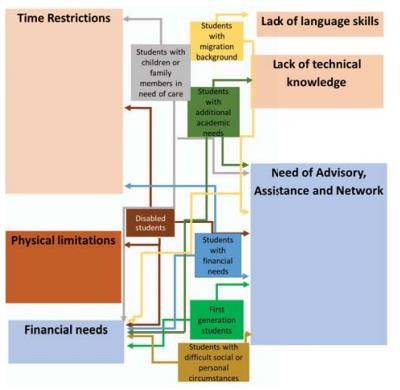 Time Restrictions
Students with
children or
family
members in
need of care
Students
with
migration
background
Lack of language skills
Lack of technical
knowledge
Students
with
additional
academic
needs
Need of Advisory,
Assistance and Network
Disabled
students
Physical limitations
Students
with
financial
needs
Financial needs
First
generation
students
Students with
difficult social or
personal
circumstances